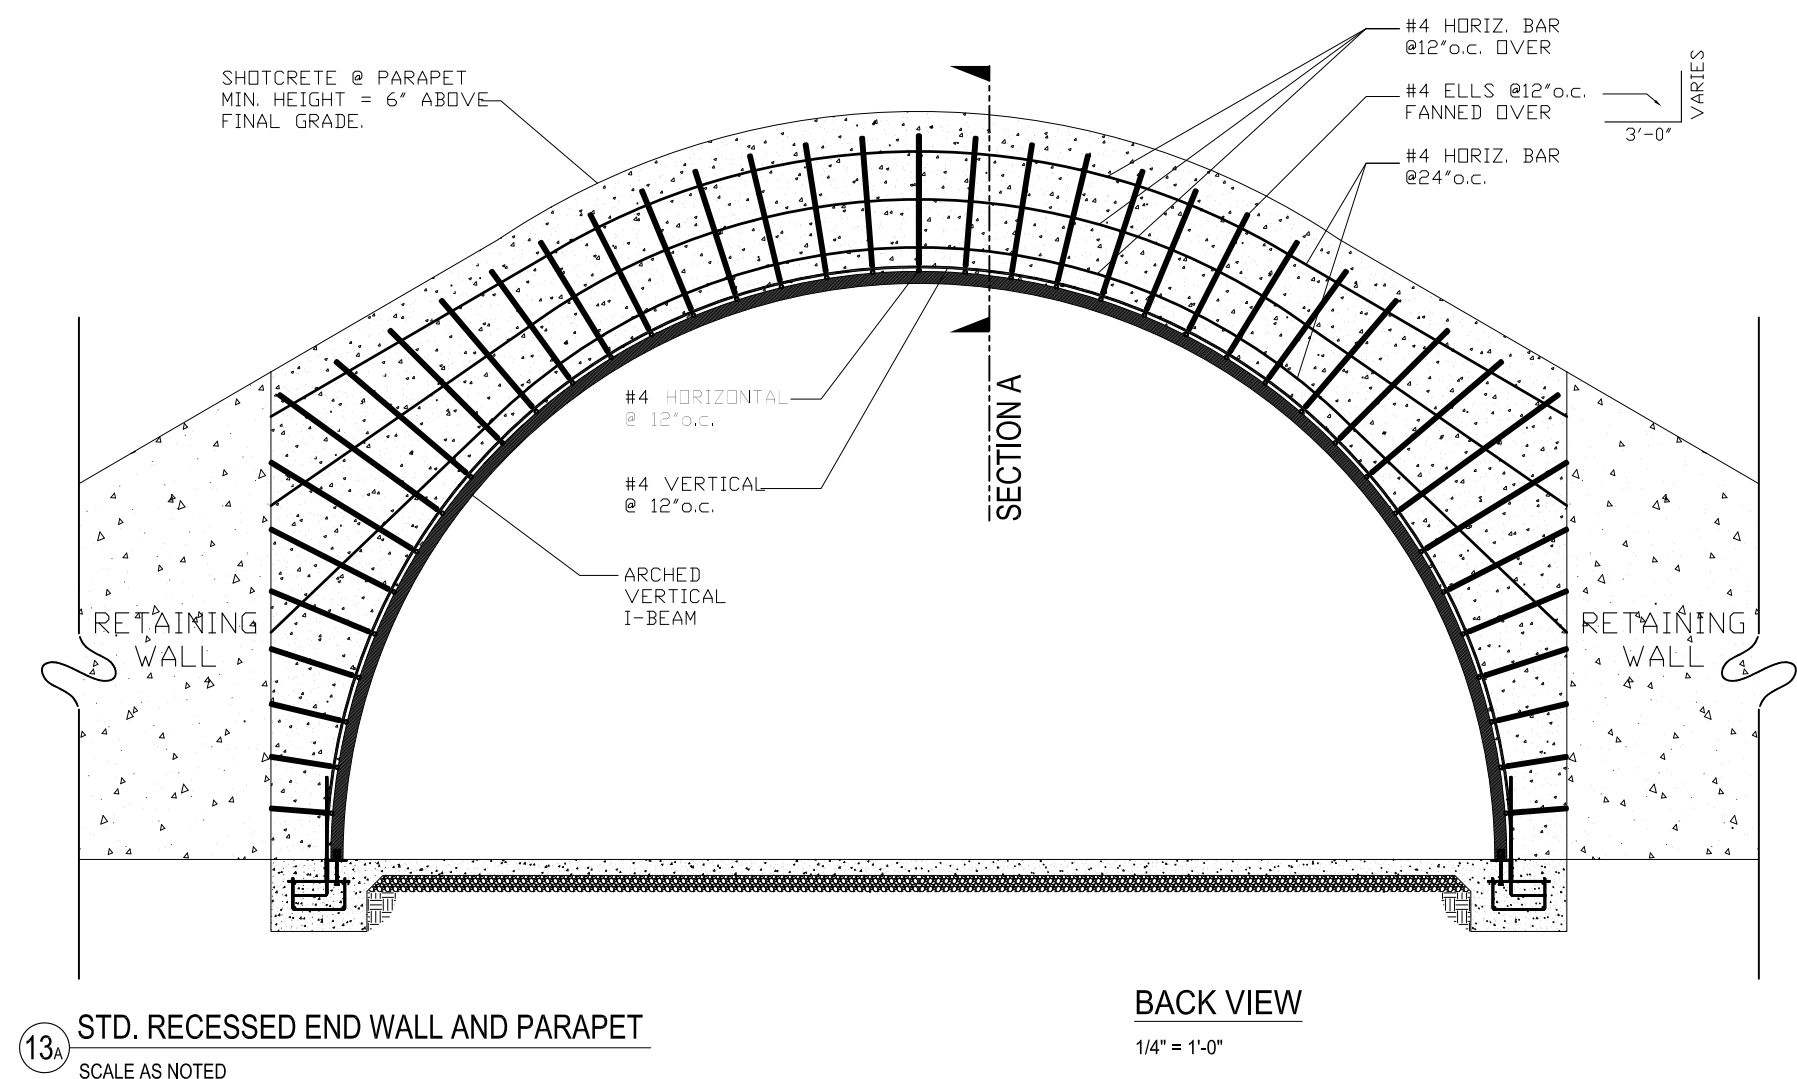 #4 HORIZ. BAR
@12"o.c. OVER
SHOTCRETE @ PARAPET
MIN. HEIGHT = 6" ABOVE
FINAL GRADE.
#4 ELLS @12"o.c.
FANNED OVER
VARIES
3'-0"
#4 HORIZ. BAR
@24"o.c.
#4 HORIZONTAL
@ 12"o.c.
SECTION A
#4 VERTICAL
@ 12"o.c.
ARCHED
VERTICAL
I-BEAM
RETAINING
WALL
RETAINING
WALL
13A
STD. RECESSED END WALL AND PARAPET
SCALE AS NOTED
BACK VIEW
1/4" = 1'-0"